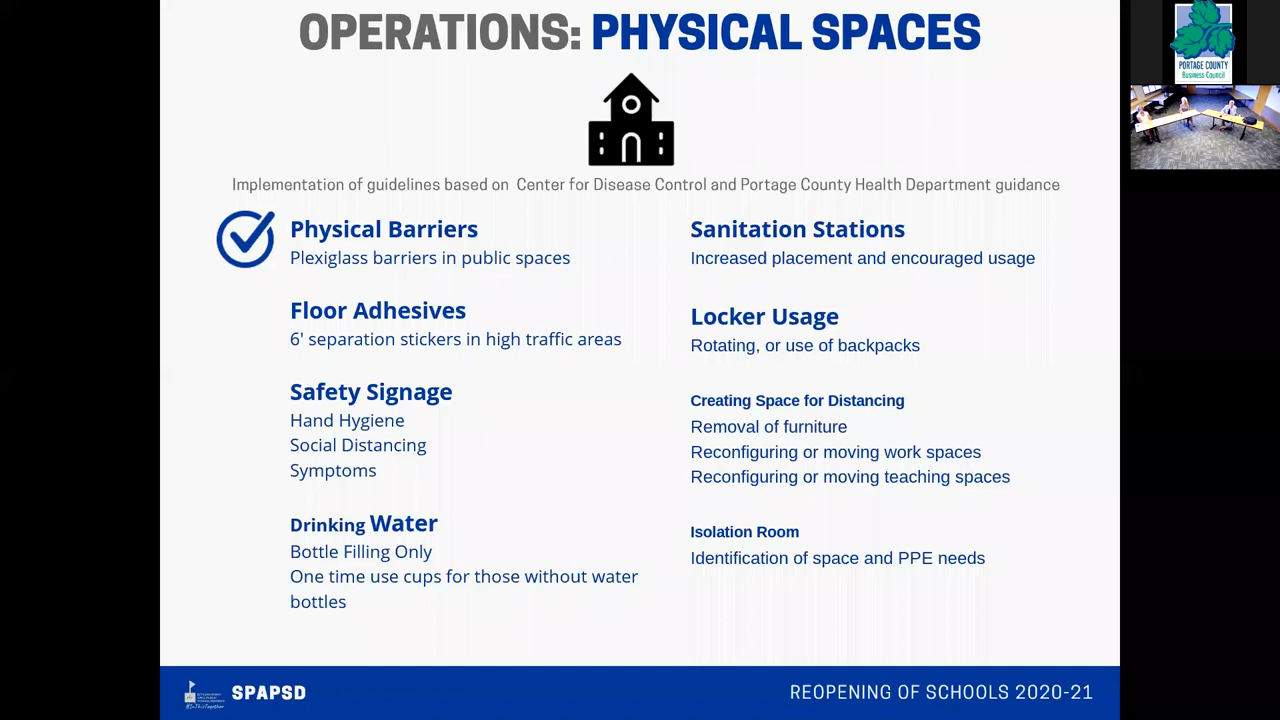 OPERATIONS: PHYSICAL SPACES
PORTAGE COUNTY
Business Council
Implementation of guidelines based on Center for Disease Control and Portage County Health Department guidance
Physical Barriers
Plexiglass barriers in public spaces
Floor Adhesives
6' separation stickers in high traffic areas
Safety Signage
Hand Hygiene
Social Distancing
Symptoms
Drinking Water
Bottle Filling Only
One time use cups for those without water
bottles
Sanitation Stations
Increased placement and encouraged usage
Locker Usage
Rotating, or use of backpacks
Creating Space for Distancing
Removal of furniture
Reconfiguring or moving work spaces
Reconfiguring or moving teaching spaces
Isolation Room
Identification of space and PPE needs
#InThisTogether
SPAPSD
REOPENING OF SCHOOLS 2020-21